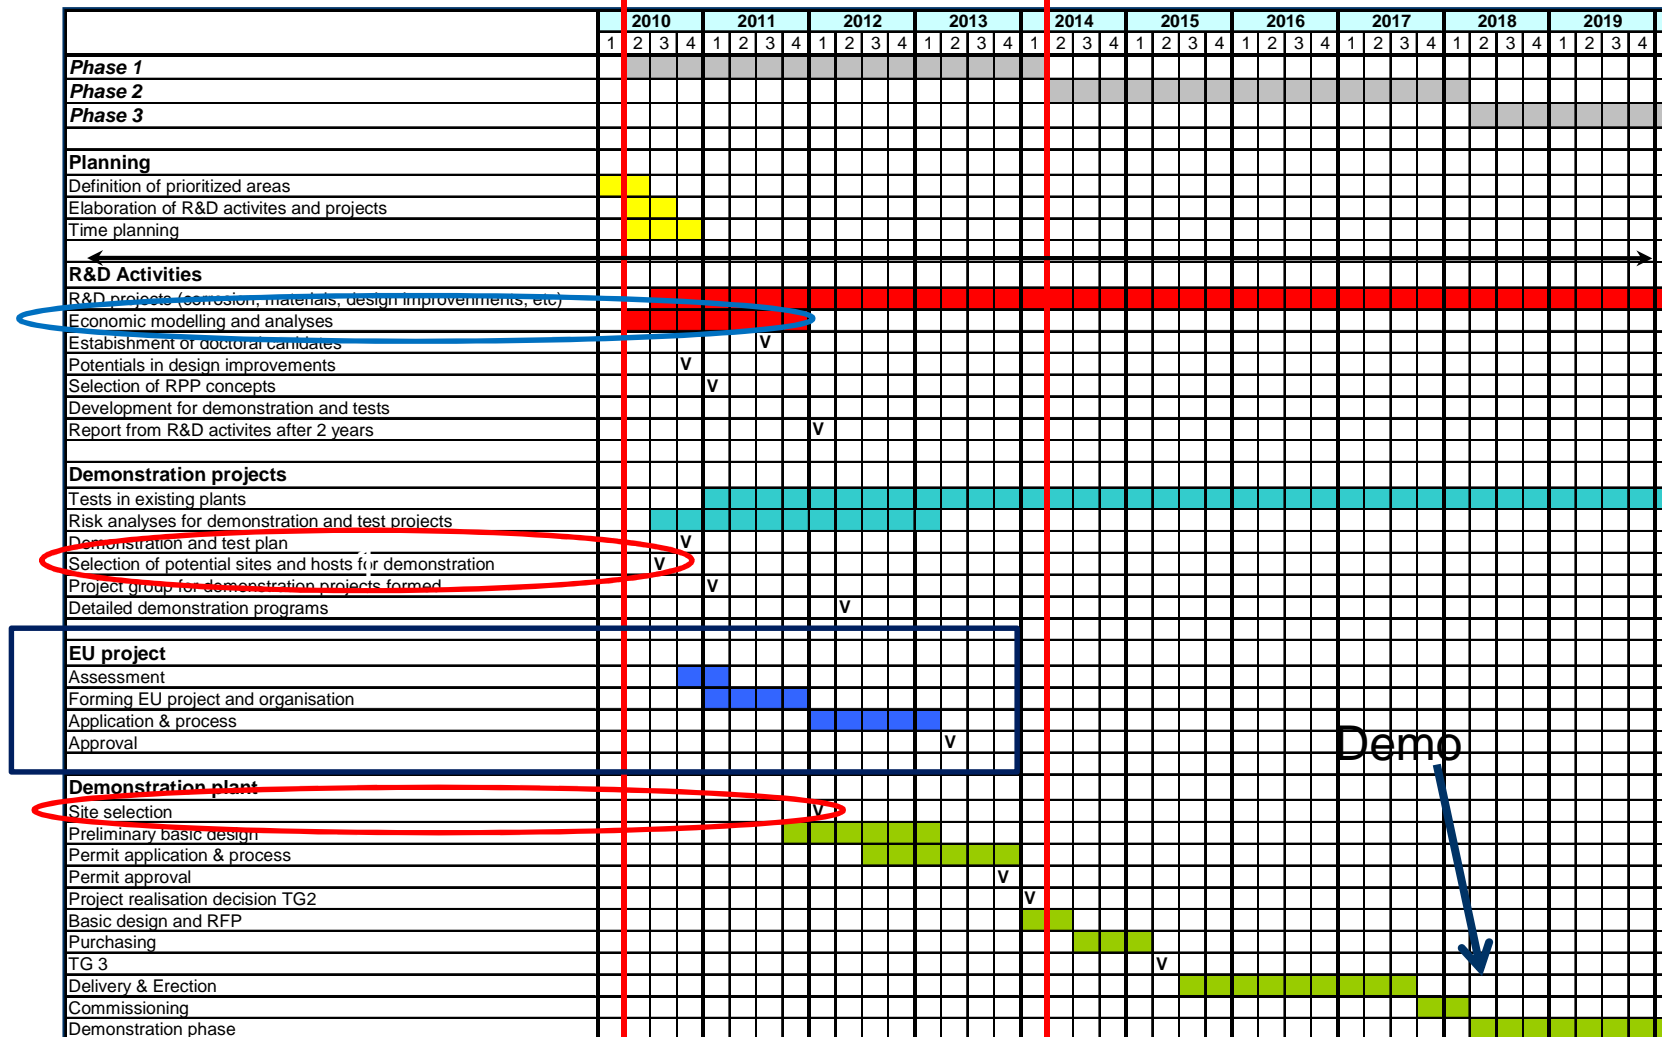 2010 2011 2012 2013 2014 2015 2016 2017 2018 2019
1 2 3 4 1 2 3 4 1 2 3 4 1 2 3 4 1 2 3 4 1 2 3 4 1 2 3 4 1 2 3 4 1 2 3 4 1 2 3 4
Phase 1
Phase 2
Phase 3
Planning
Definition of prioritized areas
Elaboration of R&D activites and projects
Time planning
R&D Activities
R&D projects (corrosion, materials, design improvenments, etc)
Economic modelling and analyses
Estabishment of doctoral canidates
V
Potentials in design improvements
V
Selection of RPP concepts
V
Development for demonstration and tests
Report from R&D activites after 2 years
V
Demonstration projects
Tests in existing plants
Risk analyses for demonstration and test projects
Demonstration and test plan
V
Selection of potential sites and hosts for demonstration
V
Project group for demonstration projects formed
V
Detailed demonstration programs
V
EU project
Assessment
Forming EU project and organisation
Application & process
Approval
V
Demo
Demonstration plant
Site selection
V
Preliminary basic design
Permit application & process
Permit approval
V
Project realisation decision TG2
V
Basic design and RFP
Purchasing
TG 3
V
Delivery & Erection
Commissioning
Demonstration phase